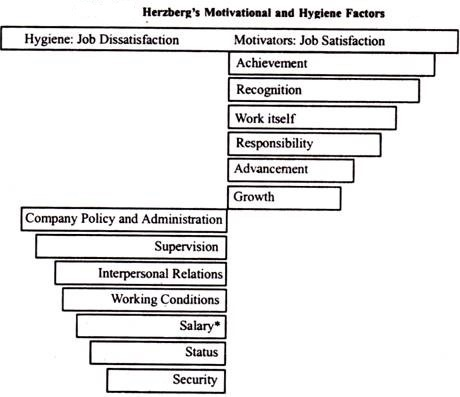 Herzberg's Motivational and Hygiene Factors
Hygiene: Job Dissatisfaction Motivators: Job Satisfaction
Achievement
Recognition
Work itself
Responsibility
Advancement
Growth
Company Policy and Administration
Supervision
Interpersonal Relations
Working Conditions
Salary*
Status
Security